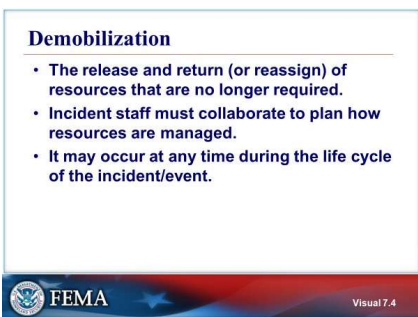 Demobilization
• The release and return (or reassign) of
resources that are no longer required.
• Incident staff must collaborate to plan how
resources are managed.
• It may occur at any time during the life cycle
of the incident/event.
FEMA
Visual 7.4